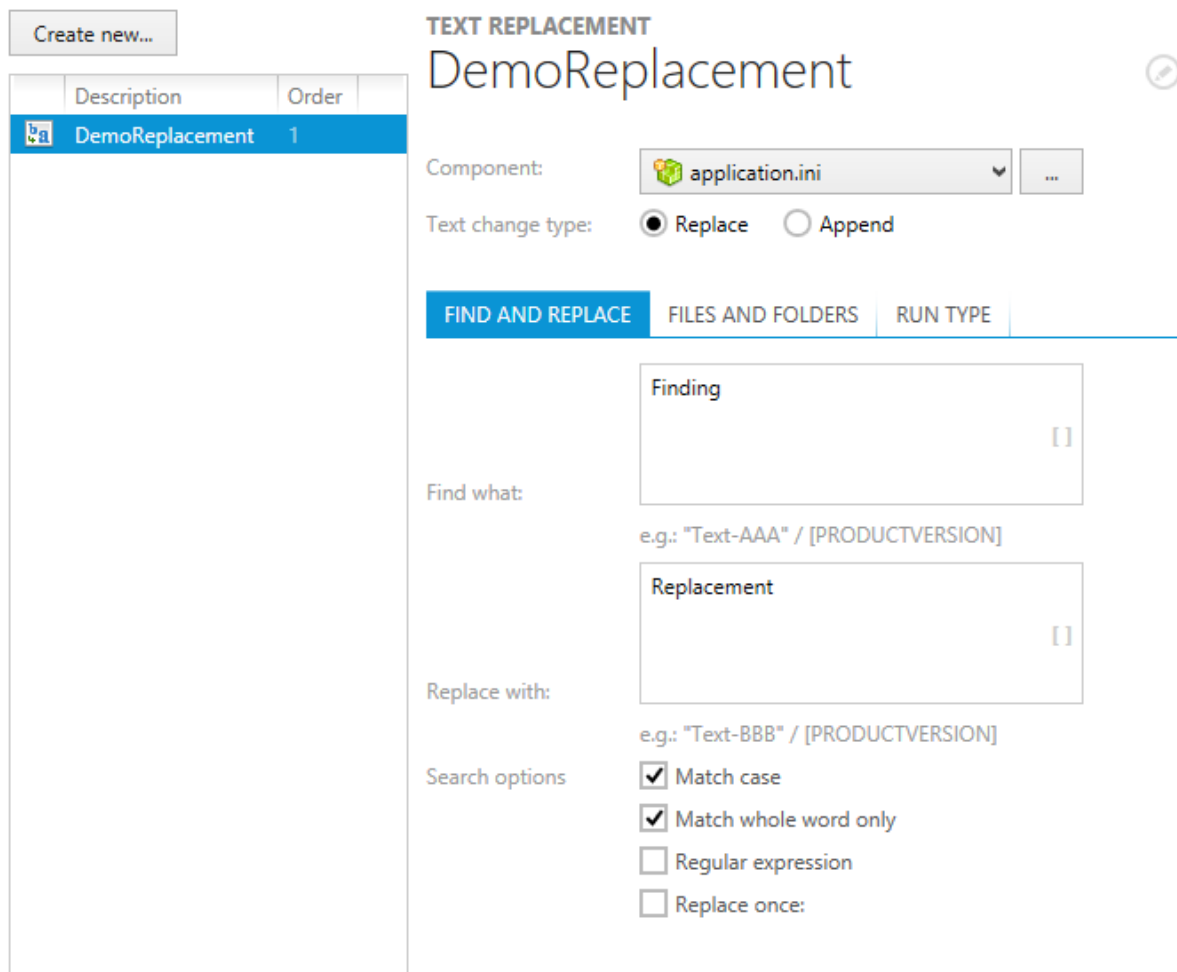 Create new...
Description Order
DemoReplacement 1
TEXT REPLACEMENT
DemoReplacement
Component: application.ini ...
Text change type: Replace Append
FIND AND REPLACE FILES AND FOLDERS RUN TYPE
Finding
[ ]
Find what:
e.g.: "Text-AAA" / [PRODUCTVERSION]
Replacement
[ ]
Replace with:
e.g.: "Text-BBB" / [PRODUCTVERSION]
Search options Match case
Match whole word only
Regular expression
Replace once: